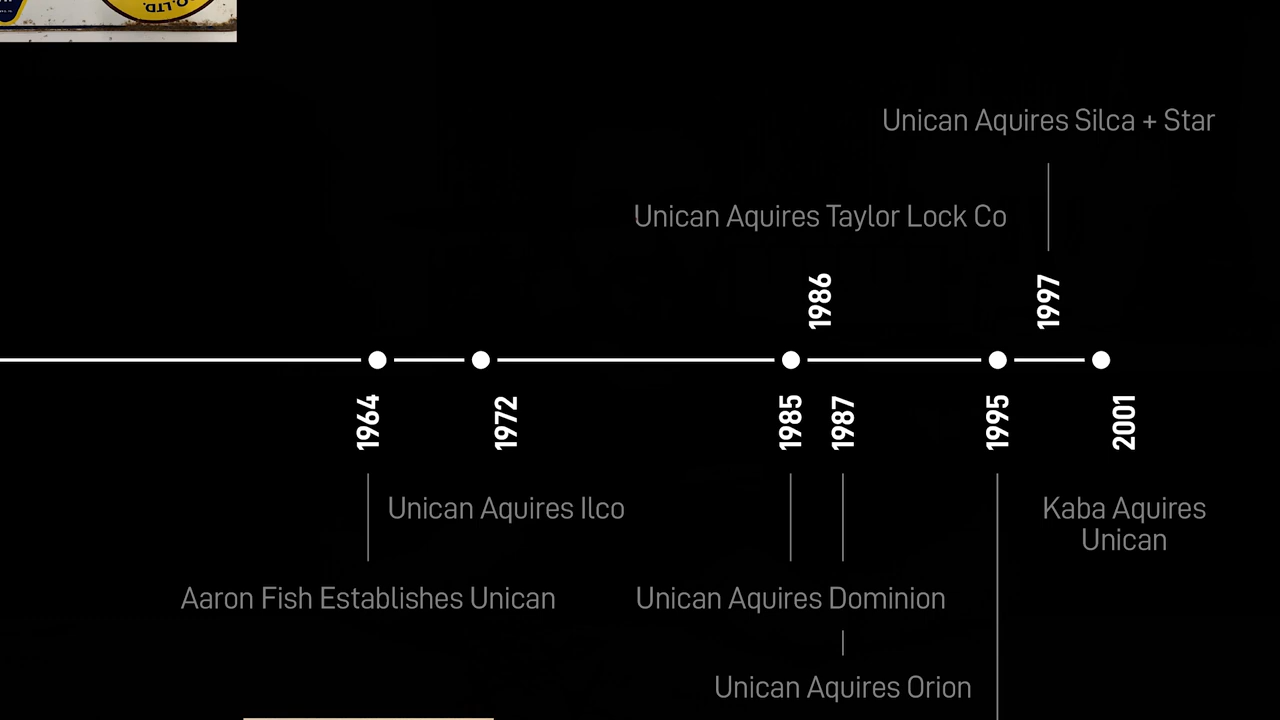 O.LTD.
Unican Aquires Silca + Star
Unican Aquires Taylor Lock Co
1986
1997
1964
1972
1985
1987
1995
2001
Unican Aquires Ilco
Kaba Aquires
Unican
Aaron Fish Establishes Unican
Unican Aquires Dominion
Unican Aquires Orion